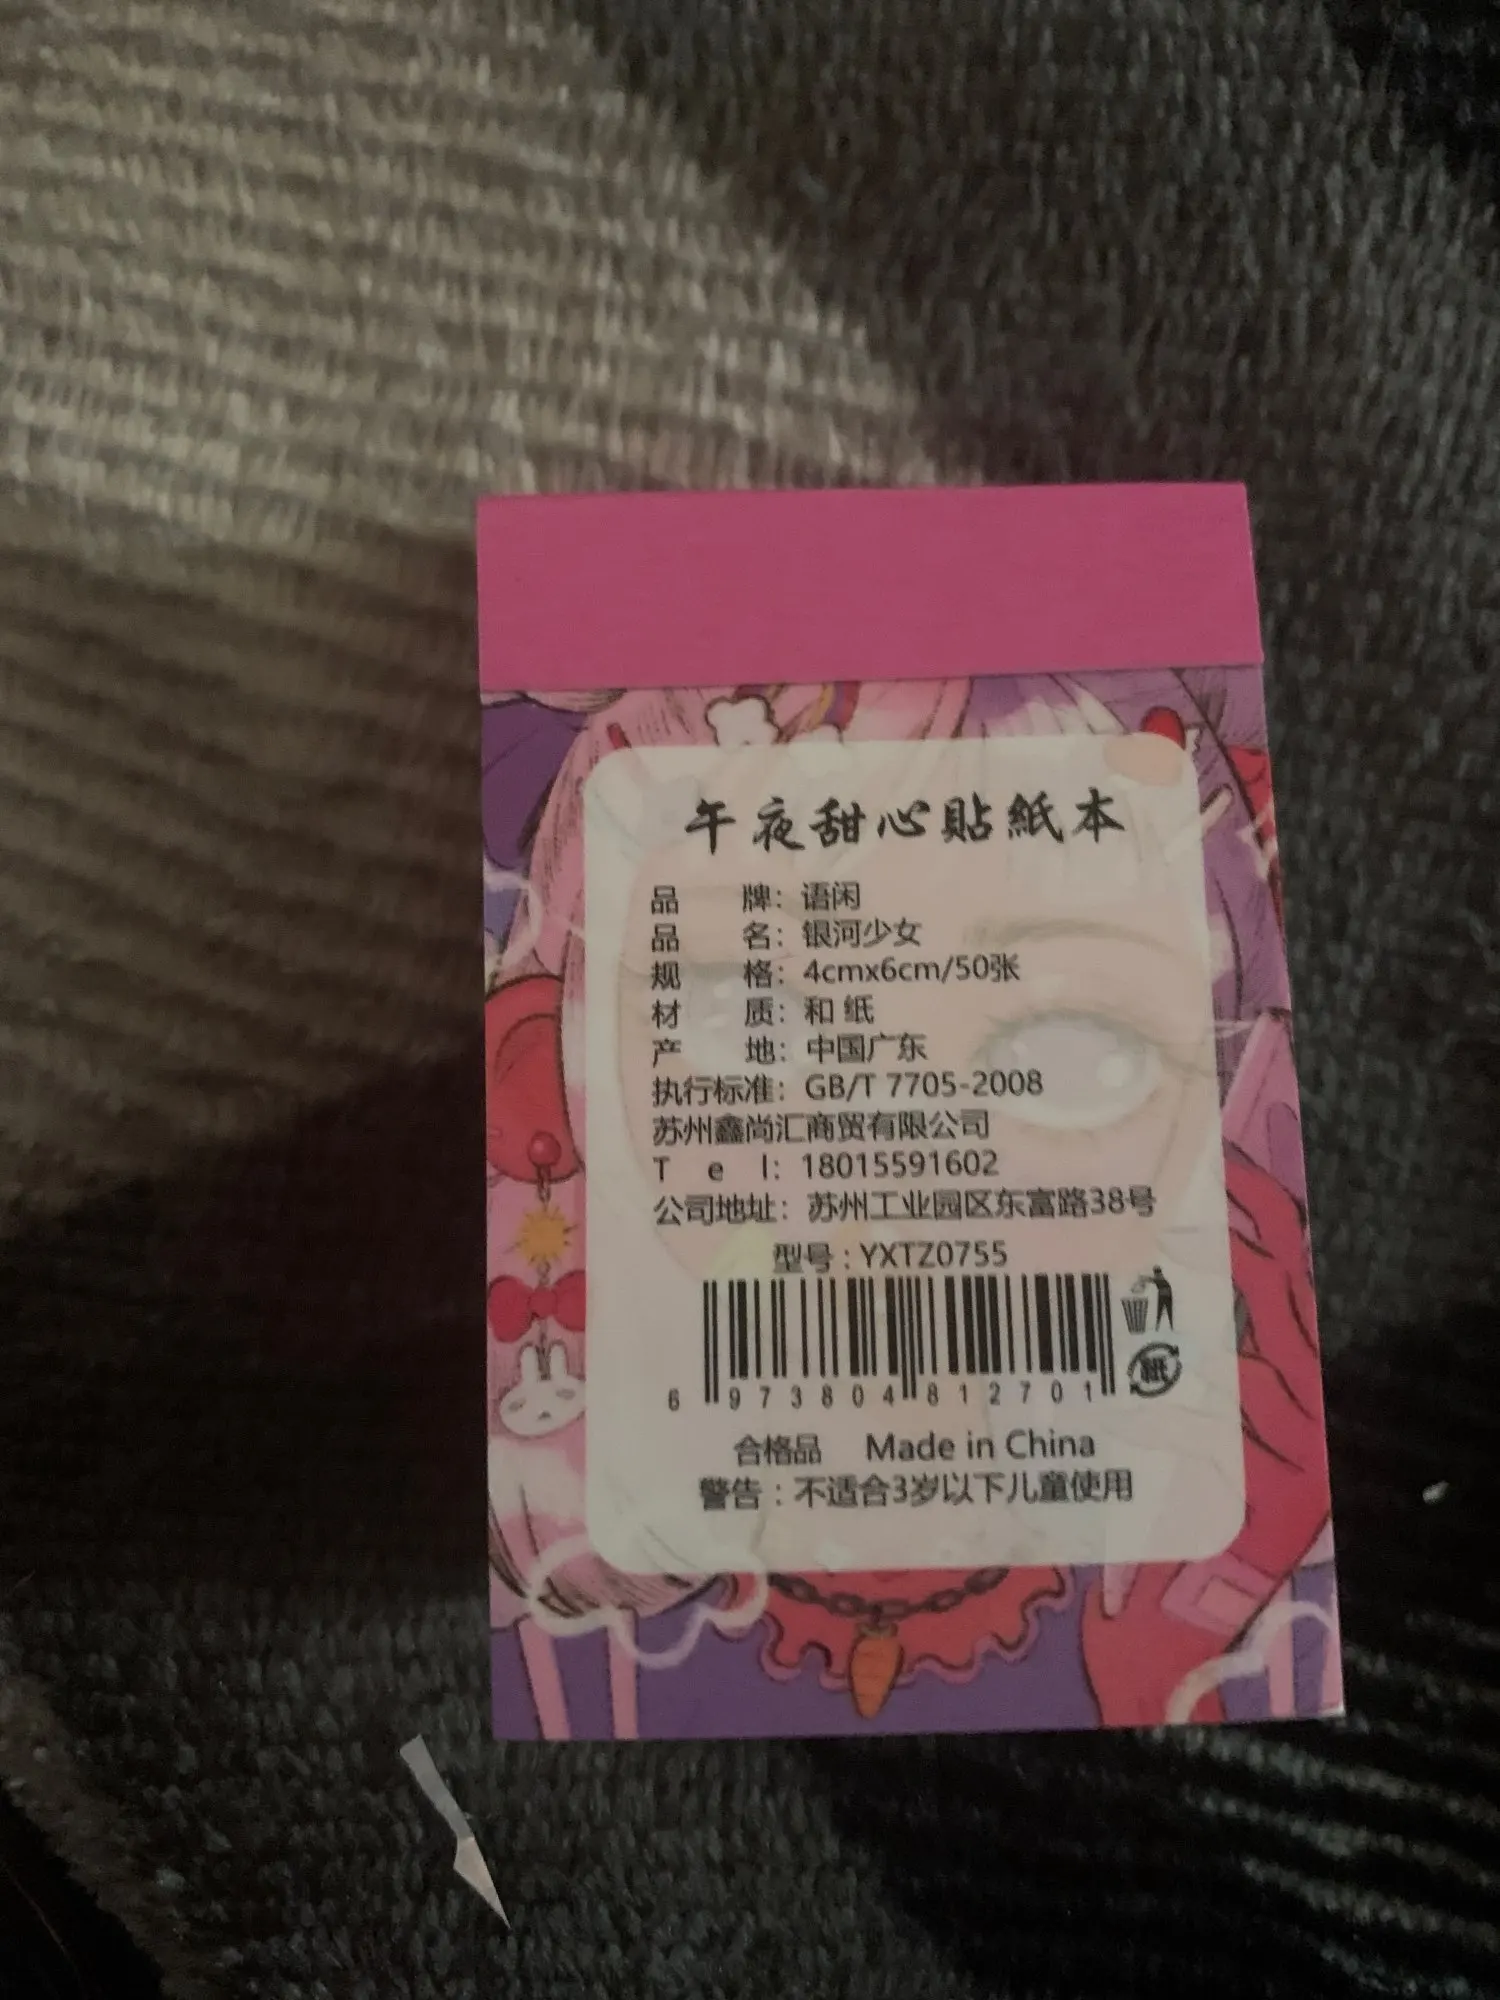 午夜甜心貼紙本
品 牌：语闲
品 名：银河少女
规 格：4cmx6cm/50张
材 质：和 纸
产 地：中国广东
执行标准：GB/T 7705-2008
苏州鑫尚汇商贸有限公司
T e l：18015591602
公司地址：苏州工业园区东富路38号
型号：YXTZ0755
6 973804 812701
紙
合格品 Made in China
警告：不适合3岁以下儿童使用